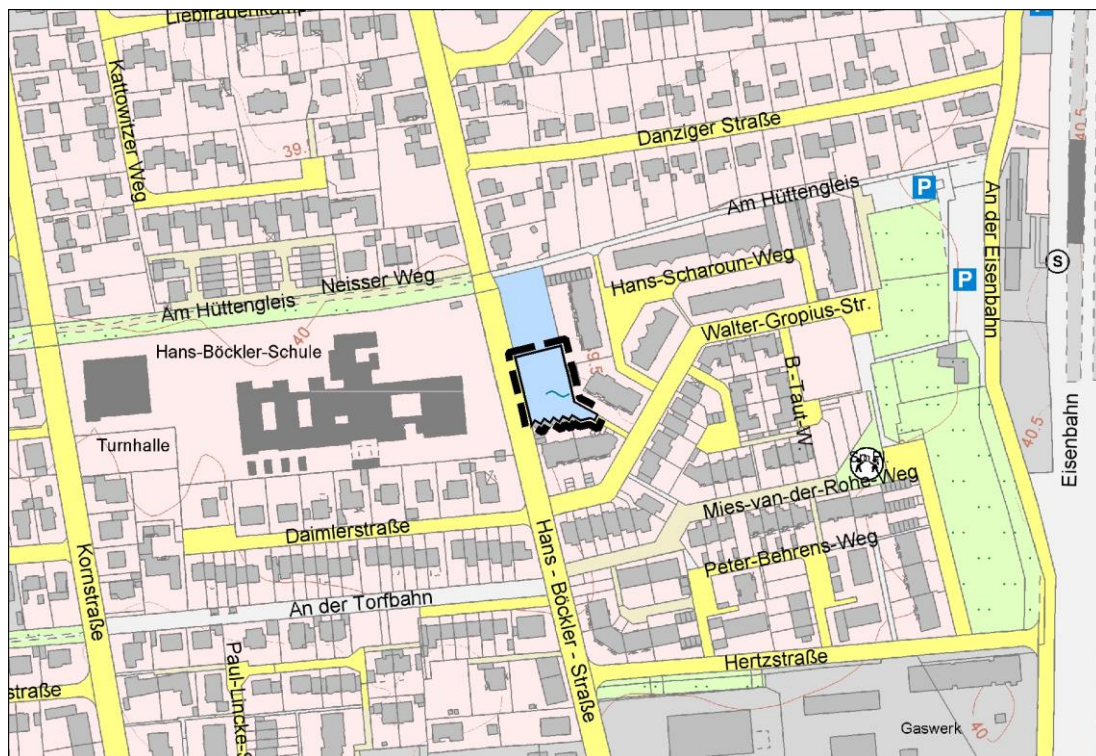 Liebfrauenkamp
P
Kattowitzer Weg
Danziger Straße
39.
40.5
Am Hüttengleis
P
An der Eisenbahn
S
Neisser Weg
Hans-Scharoun-Weg
P
Am Hüttengleis
40
Walter-Gropius-Str.
Hans-Böckler-Schule
9.5
B.-Taut-W.
Turnhalle
40.5
Eisenbahn
Mies-van-der-Rohe-Weg
Daimlerstraße
Kornstraße
Hans - Böckler - Straße
Peter-Behrens-Weg
An der Torfbahn
Hertzstraße
straße
Paul-Lincke-S
Gaswerk
40